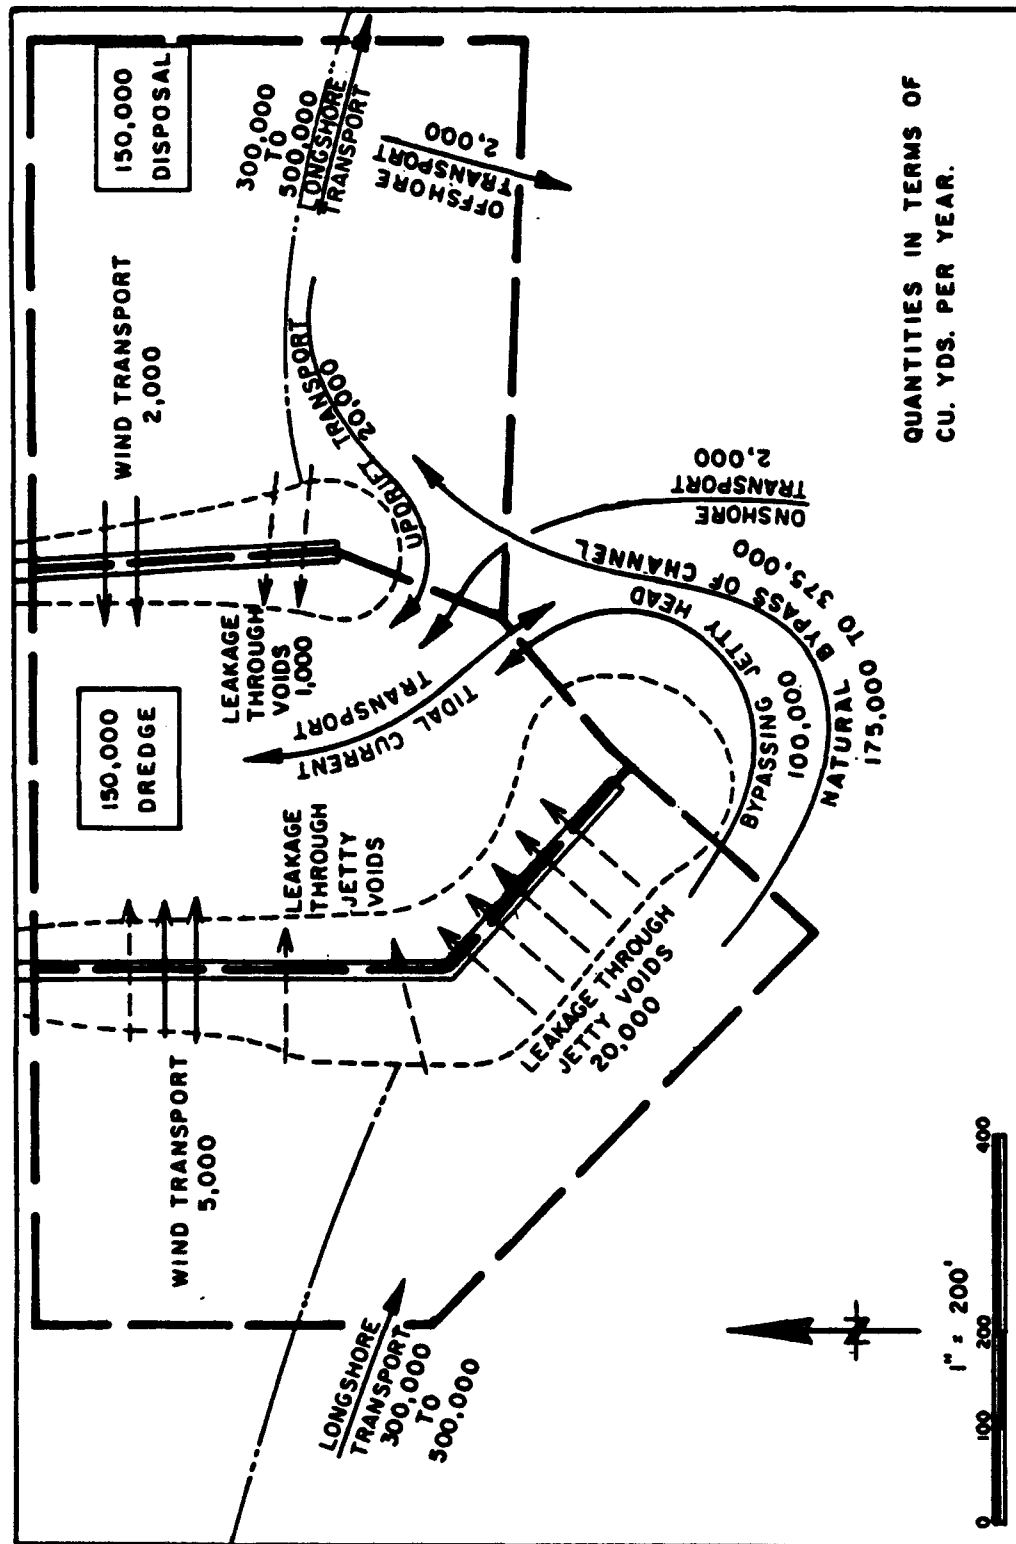 150,000
DISPOSAL
300,000
TO
500,000
LONGSHORE
TRANSPORT
OFFSHORE
TRANSPORT
2,000
WIND TRANSPORT
2,000
UPDRIFT TRANSPORT
20,000
ONSHORE
TRANSPORT
2,000
LEAKAGE
THROUGH
VOIDS
1,000
150,000
DREDGE
TIDAL CURRENT
TRANSPORT
BYPASSING JETTY HEAD
100,000
NATURAL BYPASS OF CHANNEL
175,000 TO 375,000
LEAKAGE
THROUGH
JETTY
VOIDS
LEAKAGE THROUGH
JETTY VOIDS
20,000
WIND TRANSPORT
5,000
LONGSHORE
TRANSPORT
300,000
TO
500,000
QUANTITIES IN TERMS OF
CU. YDS. PER YEAR.
N
1" = 200'
0 100 200 400